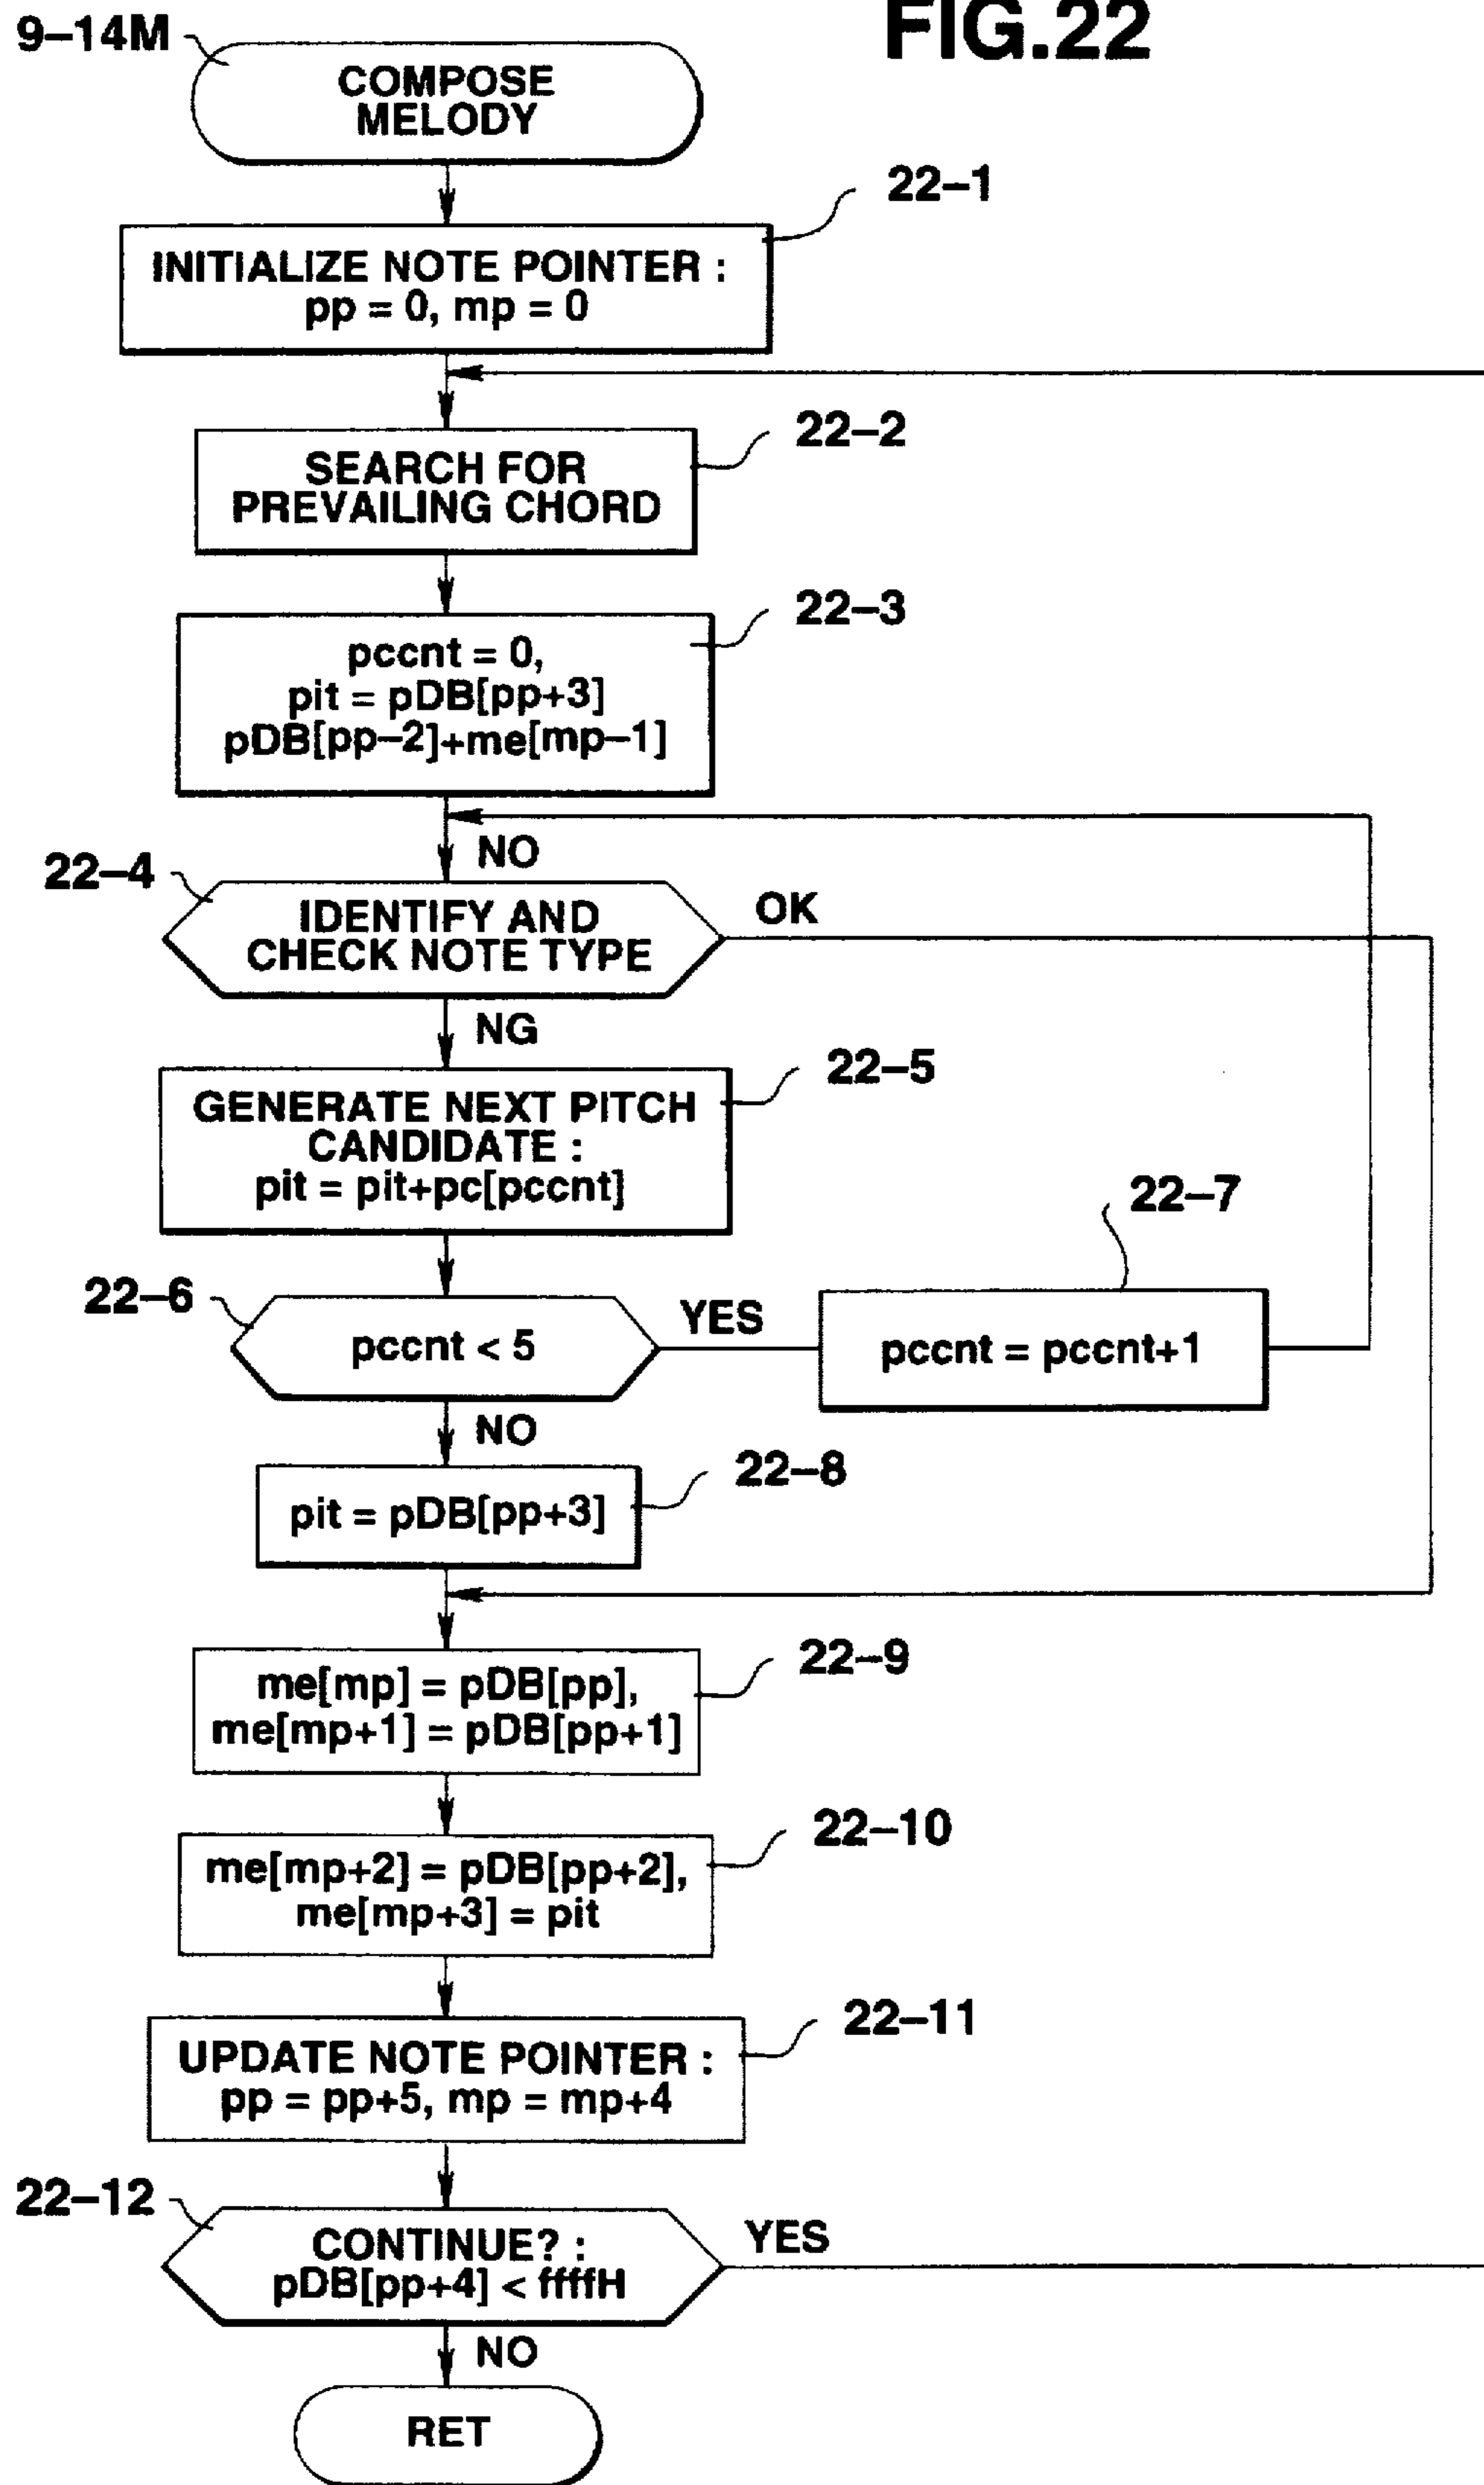 FIG.22
9–14M
COMPOSE
MELODY
22–1
INITIALIZE NOTE POINTER :
pp = 0, mp = 0
22–2
SEARCH FOR
PREVAILING CHORD
22–3
pccnt = 0,
pit = pDB[pp+3]
pDB[pp–2]+me[mp–1]
NO
22–4
IDENTIFY AND
CHECK NOTE TYPE
OK
NG
22–5
GENERATE NEXT PITCH
CANDIDATE :
pit = pit+pc[pccnt]
22–7
22–6
pccnt < 5
YES
pccnt = pccnt+1
NO
22–8
pit = pDB[pp+3]
22–9
me[mp] = pDB[pp],
me[mp+1] = pDB[pp+1]
22–10
me[mp+2] = pDB[pp+2],
me[mp+3] = pit
22–11
UPDATE NOTE POINTER :
pp = pp+5, mp = mp+4
22–12
CONTINUE? :
pDB[pp+4] < ffffH
YES
NO
RET